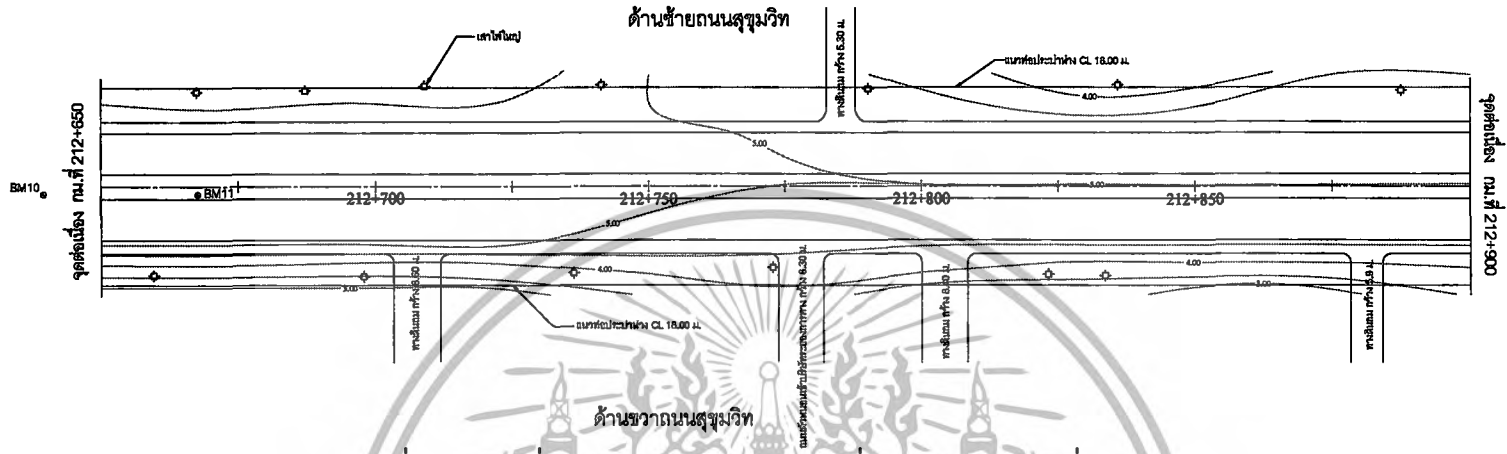 ด้านซ้ายถนนสุขุมวิท
เสาไฟใหญ่
ทางเดินถนน กว้าง 5.30 ม.
แนวท่อประปาห่าง CL 18.00 ม.
4.00
จุดต่อเนื่อง กม.ที่ 212+650
จุดต่อเนื่อง กม.ที่ 212+900
5.00
BM10
BM11
5.00
212+700
212+750
212+800
212+850
5.00
4.00
4.00
3.00
3.00
แนวท่อประปาห่าง CL 18.00 ม.
ด้านขวาถนนสุขุมวิท